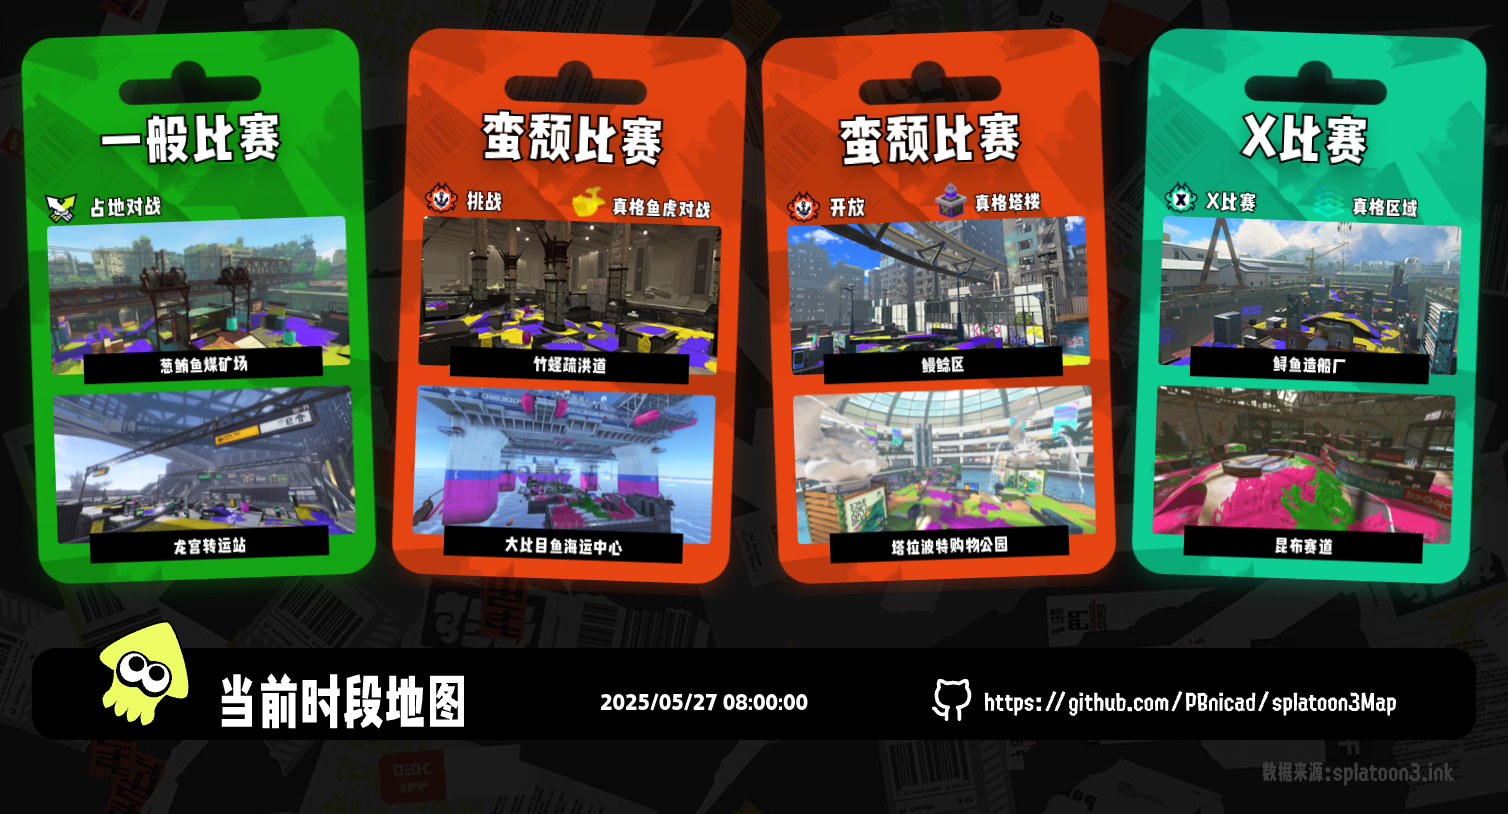 一般比赛
占地对战
葱鲔鱼煤矿场
龙宫转运站
蛮颓比赛
挑战
真格鱼虎对战
竹蛏疏洪道
大比目鱼海运中心
蛮颓比赛
开放
真格塔楼
鳗鲶区
塔拉波特购物公园
X比赛
X比赛
真格区域
鲟鱼造船厂
昆布赛道
当前时段地图
2025/05/27 08:00:00
https://github.com/PBnicad/splatoon3Map
数据来源:splatoon3.ink